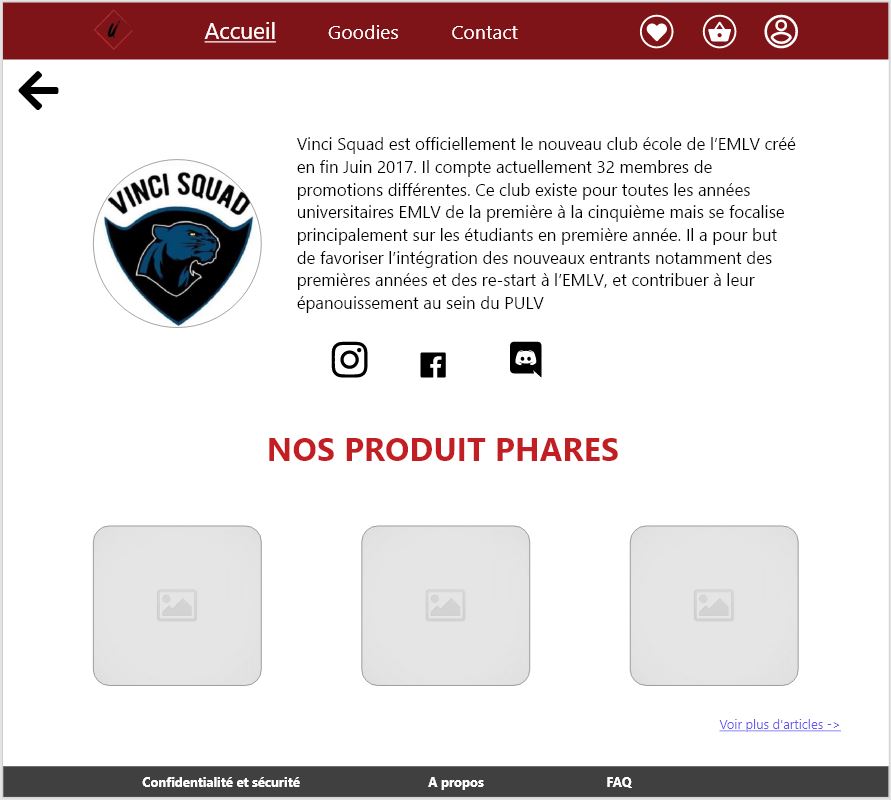 Accueil Goodies Contact
Vinci Squad est officiellement le nouveau club école de l’EMLV créé
en fin Juin 2017. Il compte actuellement 32 membres de
promotions différentes. Ce club existe pour toutes les années
universitaires EMLV de la première à la cinquième mais se focalise
principalement sur les étudiants en première année. Il a pour but
de favoriser l’intégration des nouveaux entrants notamment des
premières années et des re-start à l’EMLV, et contribuer à leur
épanouissement au sein du PULV
VINCI SQUAD
NOS PRODUIT PHARES
Voir plus d'articles ->
Confidentialité et sécurité A propos FAQ